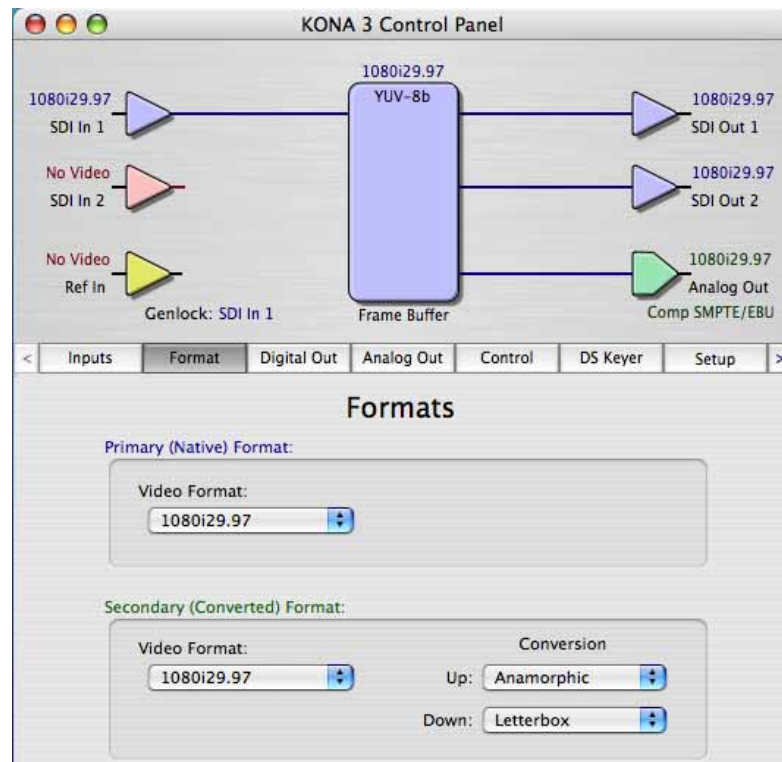 KONA 3 Control Panel
1080i29.97
YUV-8b
1080i29.97
SDI In 1
1080i29.97
SDI Out 1
No Video
SDI In 2
1080i29.97
SDI Out 2
No Video
Ref In
1080i29.97
Analog Out
Genlock: SDI In 1
Frame Buffer
Comp SMPTE/EBU
< Inputs Format Digital Out Analog Out Control DS Keyer Setup >
Formats
Primary (Native) Format:
Video Format:
1080i29.97
Secondary (Converted) Format:
Video Format:
1080i29.97
Conversion
Up: Anamorphic
Down: Letterbox